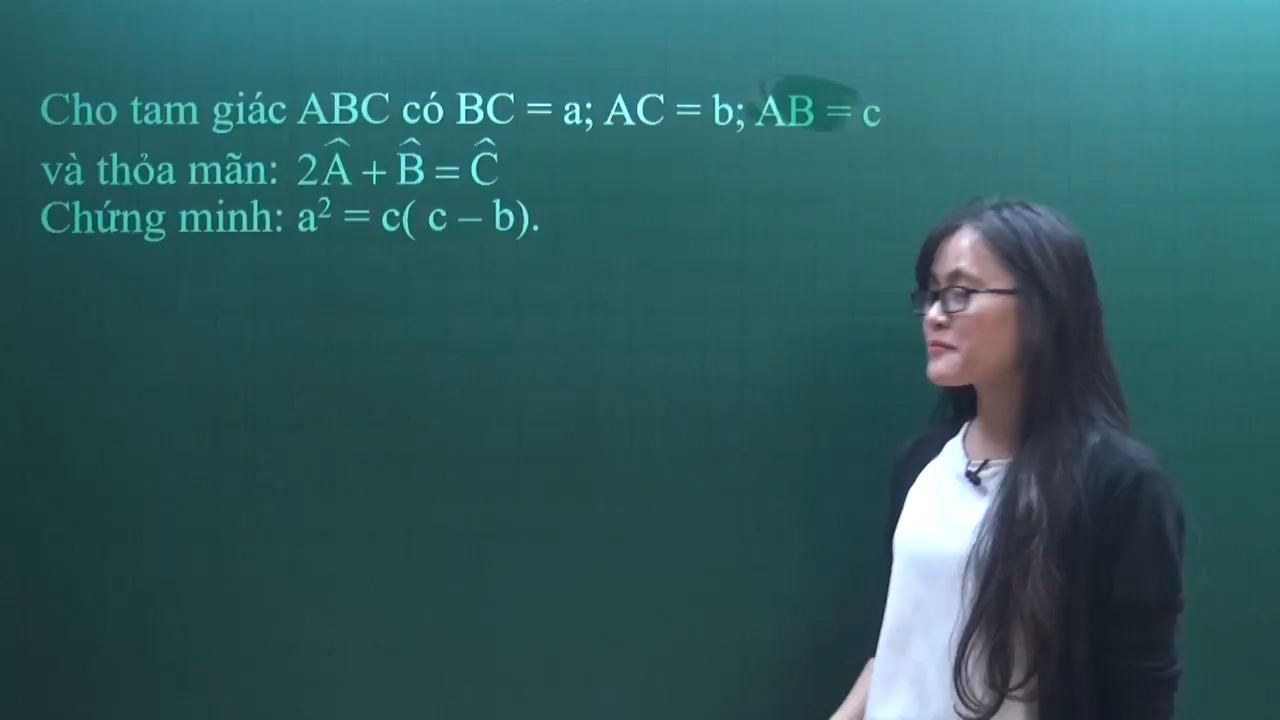 Cho tam giác ABC có BC = a; AC = b; AB = c
và thỏa mãn: 2Â + B̂ = Ĉ
Chứng minh: a² = c( c – b).